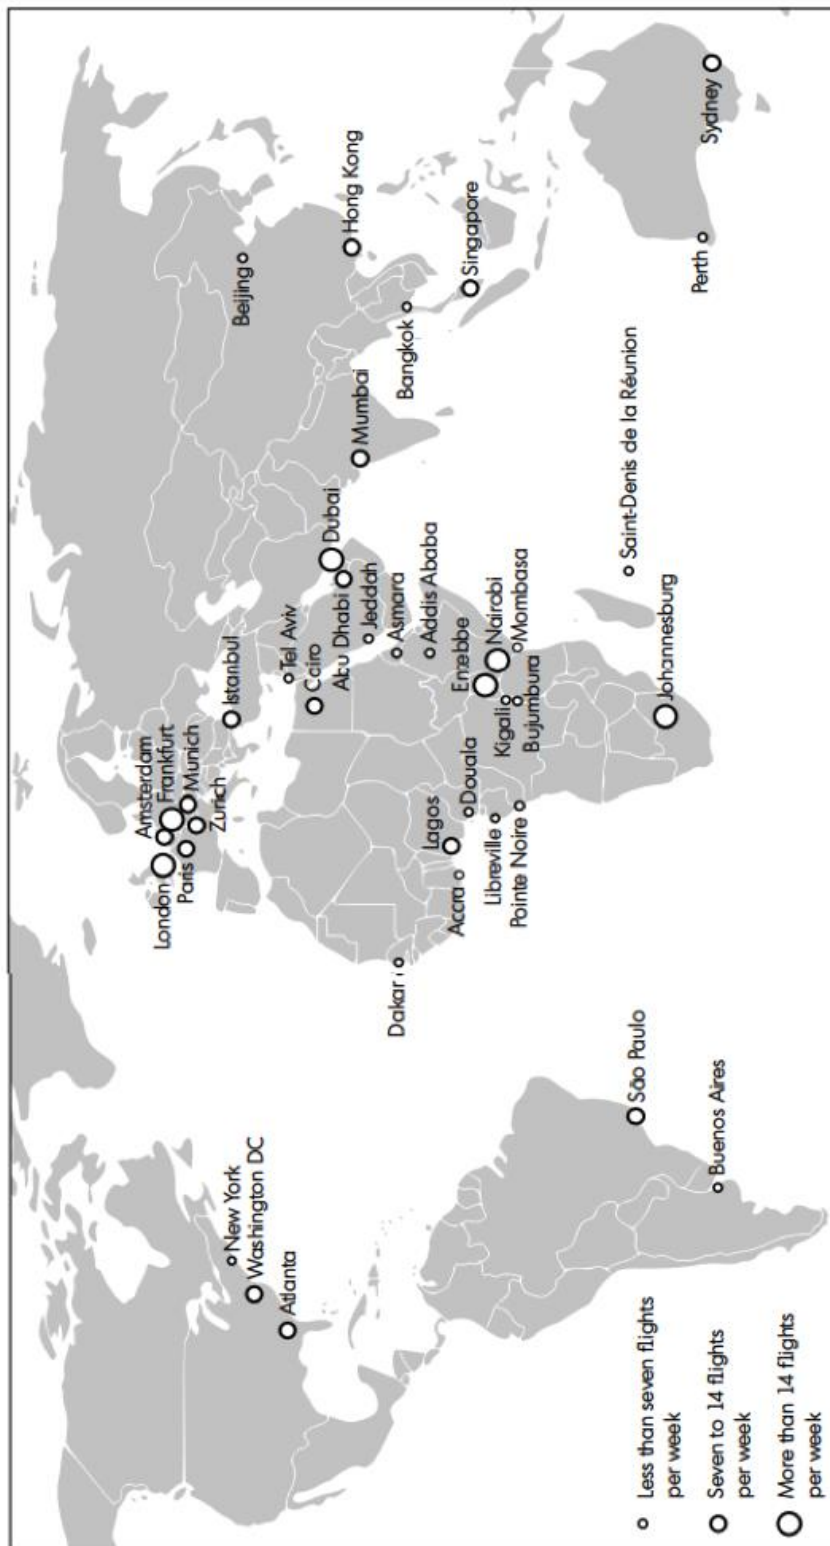 New York
Washington DC
Atlanta
São Paulo
Buenos Aires
London
Amsterdam
Frankfurt
Munich
Paris
Zurich
Istanbul
Tel Aviv
Cairo
Dubai
Abu Dhabi
Jeddah
Asmara
Addis Ababa
Dakar
Accra
Lagos
Douala
Libreville
Pointe Noire
Entebbe
Nairobi
Mombasa
Kigali
Bujumbura
Johannesburg
Saint-Denis de la Réunion
Mumbai
Beijing
Hong Kong
Bangkok
Singapore
Perth
Sydney
Less than seven flights
per week
Seven to 14 flights
per week
More than 14 flights
per week